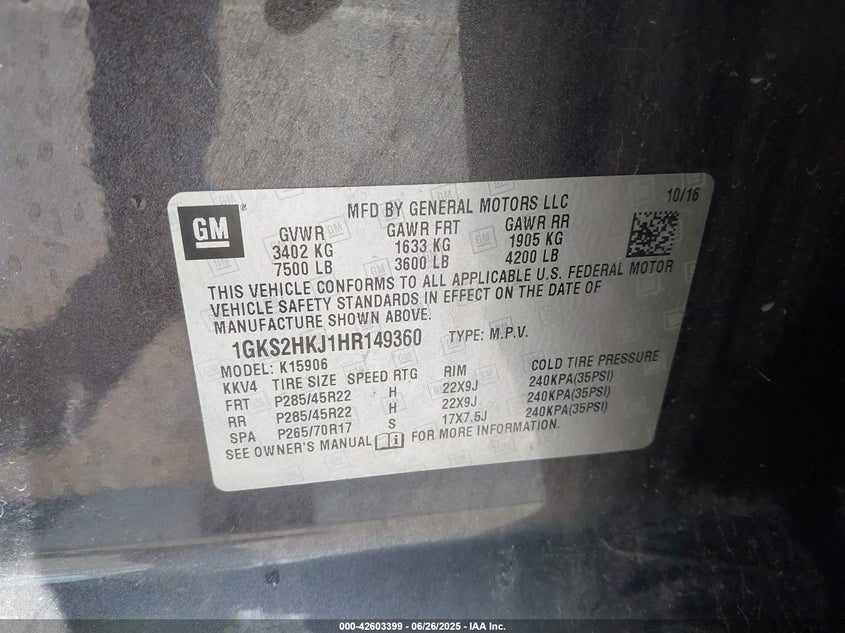 GM
MFD BY GENERAL MOTORS LLC
10/16
GVWR GAWR FRT GAWR RR
3402 KG 1633 KG 1905 KG
7500 LB 3600 LB 4200 LB
THIS VEHICLE CONFORMS TO ALL APPLICABLE U.S. FEDERAL MOTOR
VEHICLE SAFETY STANDARDS IN EFFECT ON THE DATE OF
MANUFACTURE SHOWN ABOVE.
1GKS2HKJ1HR149360 TYPE: M.P.V.
MODEL: K15906
KKV4 TIRE SIZE SPEED RTG RIM COLD TIRE PRESSURE
FRT P285/45R22 H 22X9J 240KPA(35PSI)
RR P285/45R22 H 22X9J 240KPA(35PSI)
SPA P265/70R17 S 17X7.5J 240KPA(35PSI)
SEE OWNER'S MANUAL i FOR MORE INFORMATION.
000-42603399 - 06/26/2025 - IAA Inc.